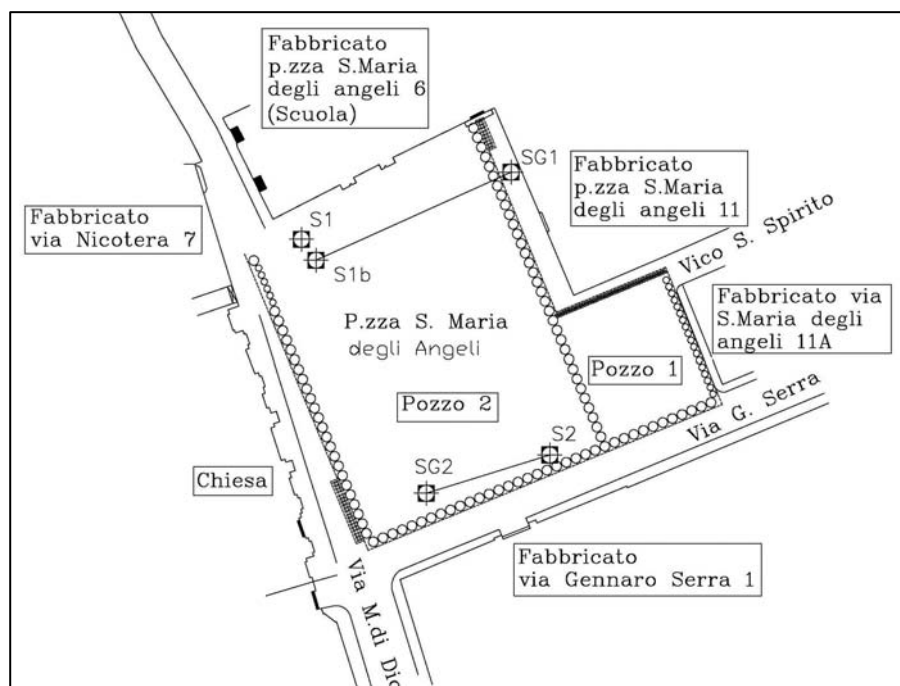 Fabbricato
p.zza S.Maria
degli angeli 6
(Scuola)
SG1
Fabbricato
p.zza S.Maria
degli angeli 11
Fabbricato
via Nicotera 7
S1
S1b
Vico S. Spirito
Fabbricato via
S.Maria degli
angeli 11A
P.zza S. Maria
degli Angeli
Pozzo 1
Pozzo 2
Via G. Serra
S2
SG2
Chiesa
Fabbricato
via Gennaro Serra 1
Via M.di Dio